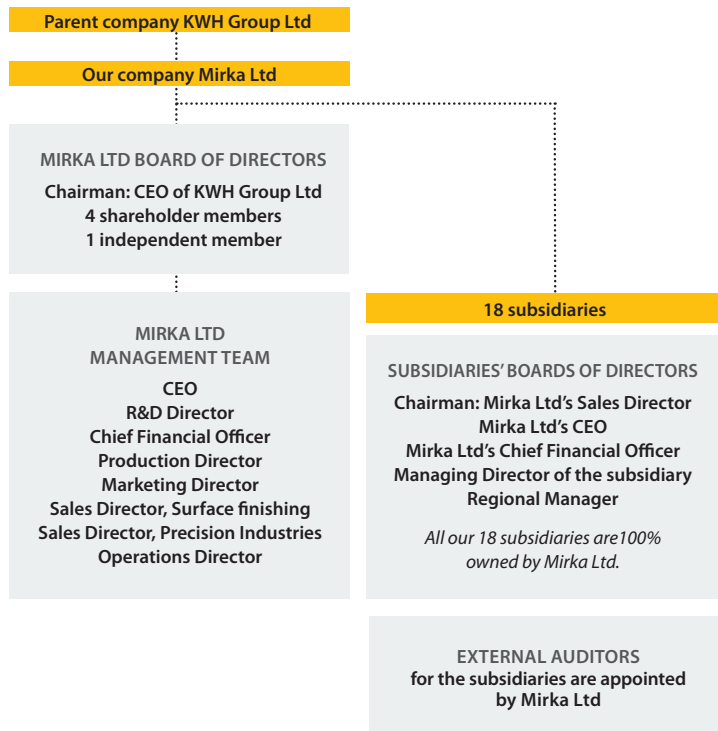 Parent company KWH Group Ltd
Our company Mirka Ltd
MIRKA LTD BOARD OF DIRECTORS
Chairman: CEO of KWH Group Ltd
4 shareholder members
1 independent member
MIRKA LTD
MANAGEMENT TEAM
CEO
R&D Director
Chief Financial Officer
Production Director
Marketing Director
Sales Director, Surface finishing
Sales Director, Precision Industries
Operations Director
18 subsidiaries
SUBSIDIARIES’ BOARDS OF DIRECTORS
Chairman: Mirka Ltd’s Sales Director
Mirka Ltd’s CEO
Mirka Ltd’s Chief Financial Officer
Managing Director of the subsidiary
Regional Manager
All our 18 subsidiaries are100%
owned by Mirka Ltd.
EXTERNAL AUDITORS
for the subsidiaries are appointed
by Mirka Ltd